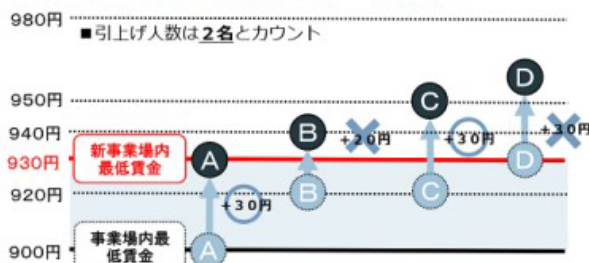 980円
■引上げ人数は２名とカウント
950円
940円
930円
920円
900円
新事業場内
最低賃金
事業場内最
低賃金
A
B
C
D
+30円
+20円
+30円
+30円
A
B
C
D